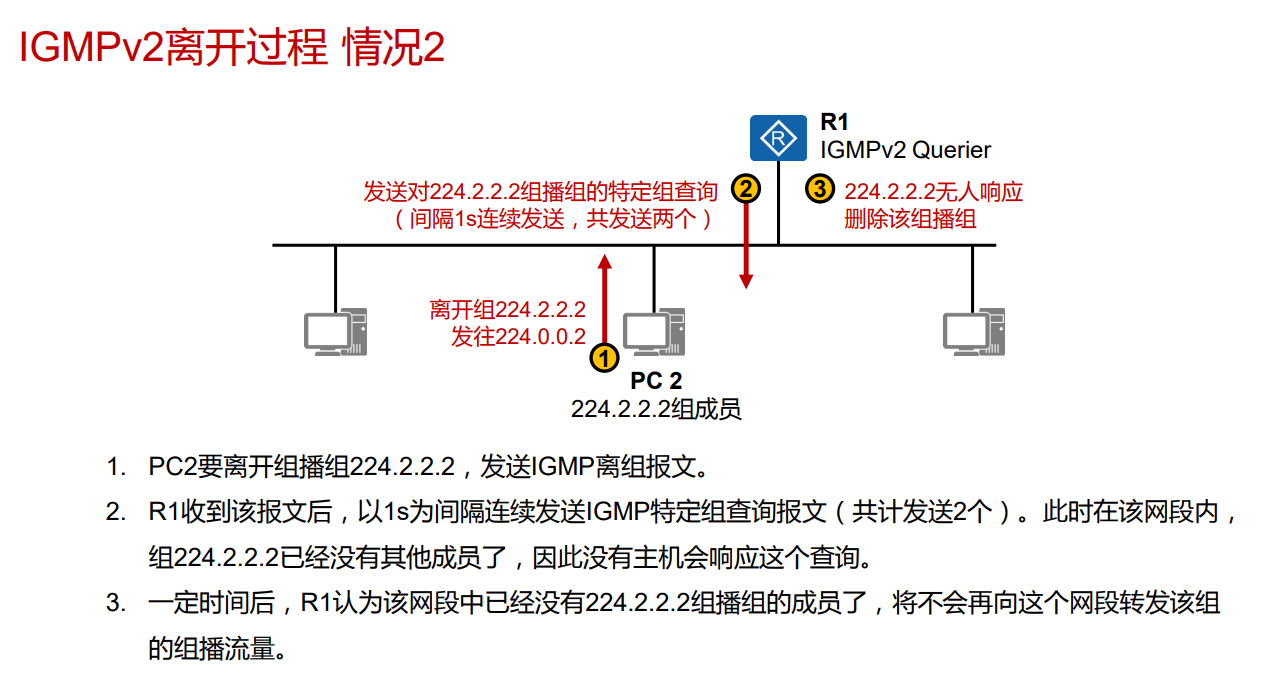 IGMPv2离开过程 情况2
R1
IGMPv2 Querier
R
发送对224.2.2.2组播组的特定组查询
（间隔1s连续发送，共发送两个）
2
3
224.2.2.2无人响应
删除该组播组
离开组224.2.2.2
发往224.0.0.2
1
PC 2
224.2.2.2组成员
1. PC2要离开组播组224.2.2.2，发送IGMP离组报文。
2. R1收到该报文后，以1s为间隔连续发送IGMP特定组查询报文（共计发送2个）。此时在该网段内，
组224.2.2.2已经没有其他成员了，因此没有主机会响应这个查询。
3. 一定时间后，R1认为该网段中已经没有224.2.2.2组播组的成员了，将不会再向这个网段转发该组
的组播流量。